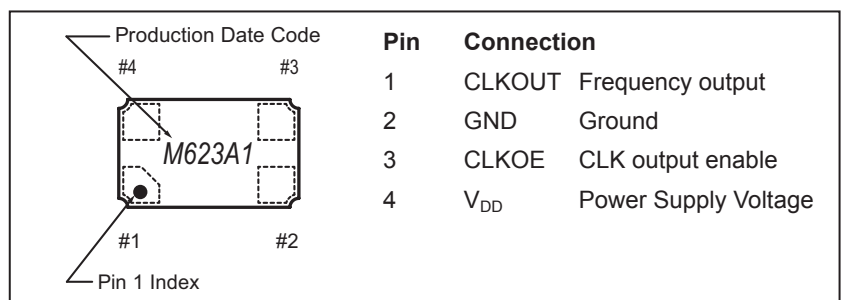 Production Date Code
#4 #3
M623A1
#1 #2
Pin 1 Index
Pin Connection
1 CLKOUT Frequency output
2 GND Ground
3 CLKOE CLK output enable
4 VDD Power Supply Voltage